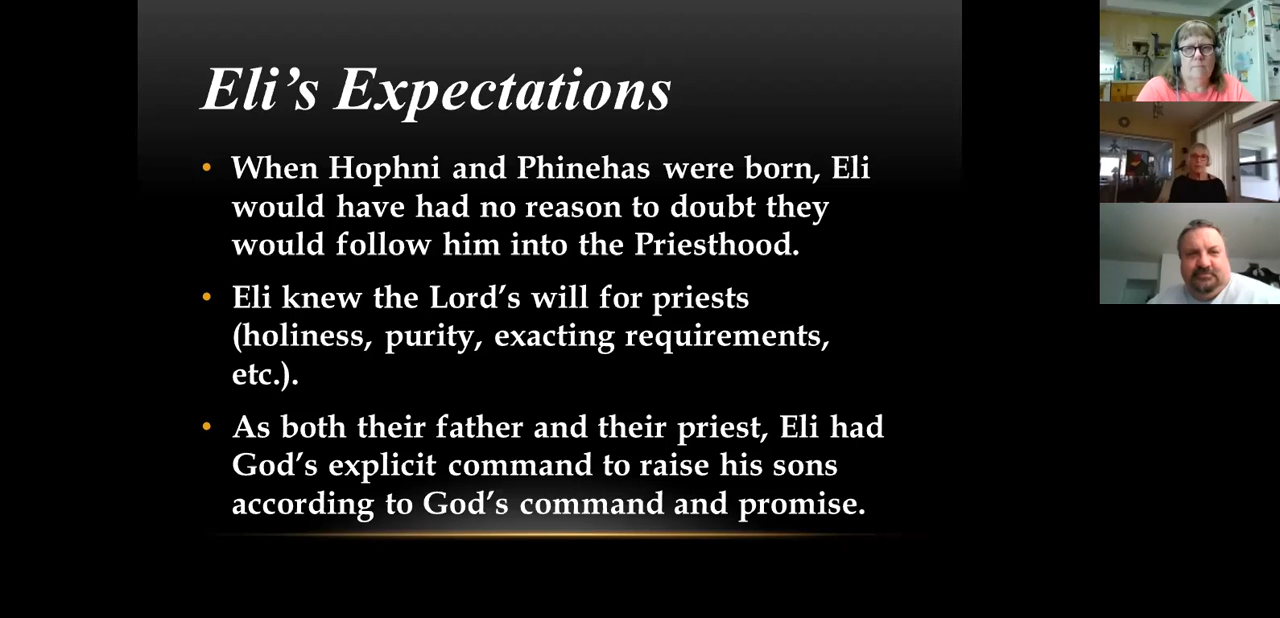 Eli’s Expectations
• When Hophni and Phinehas were born, Eli
would have had no reason to doubt they
would follow him into the Priesthood.
• Eli knew the Lord’s will for priests
(holiness, purity, exacting requirements,
etc.).
• As both their father and their priest, Eli had
God’s explicit command to raise his sons
according to God’s command and promise.